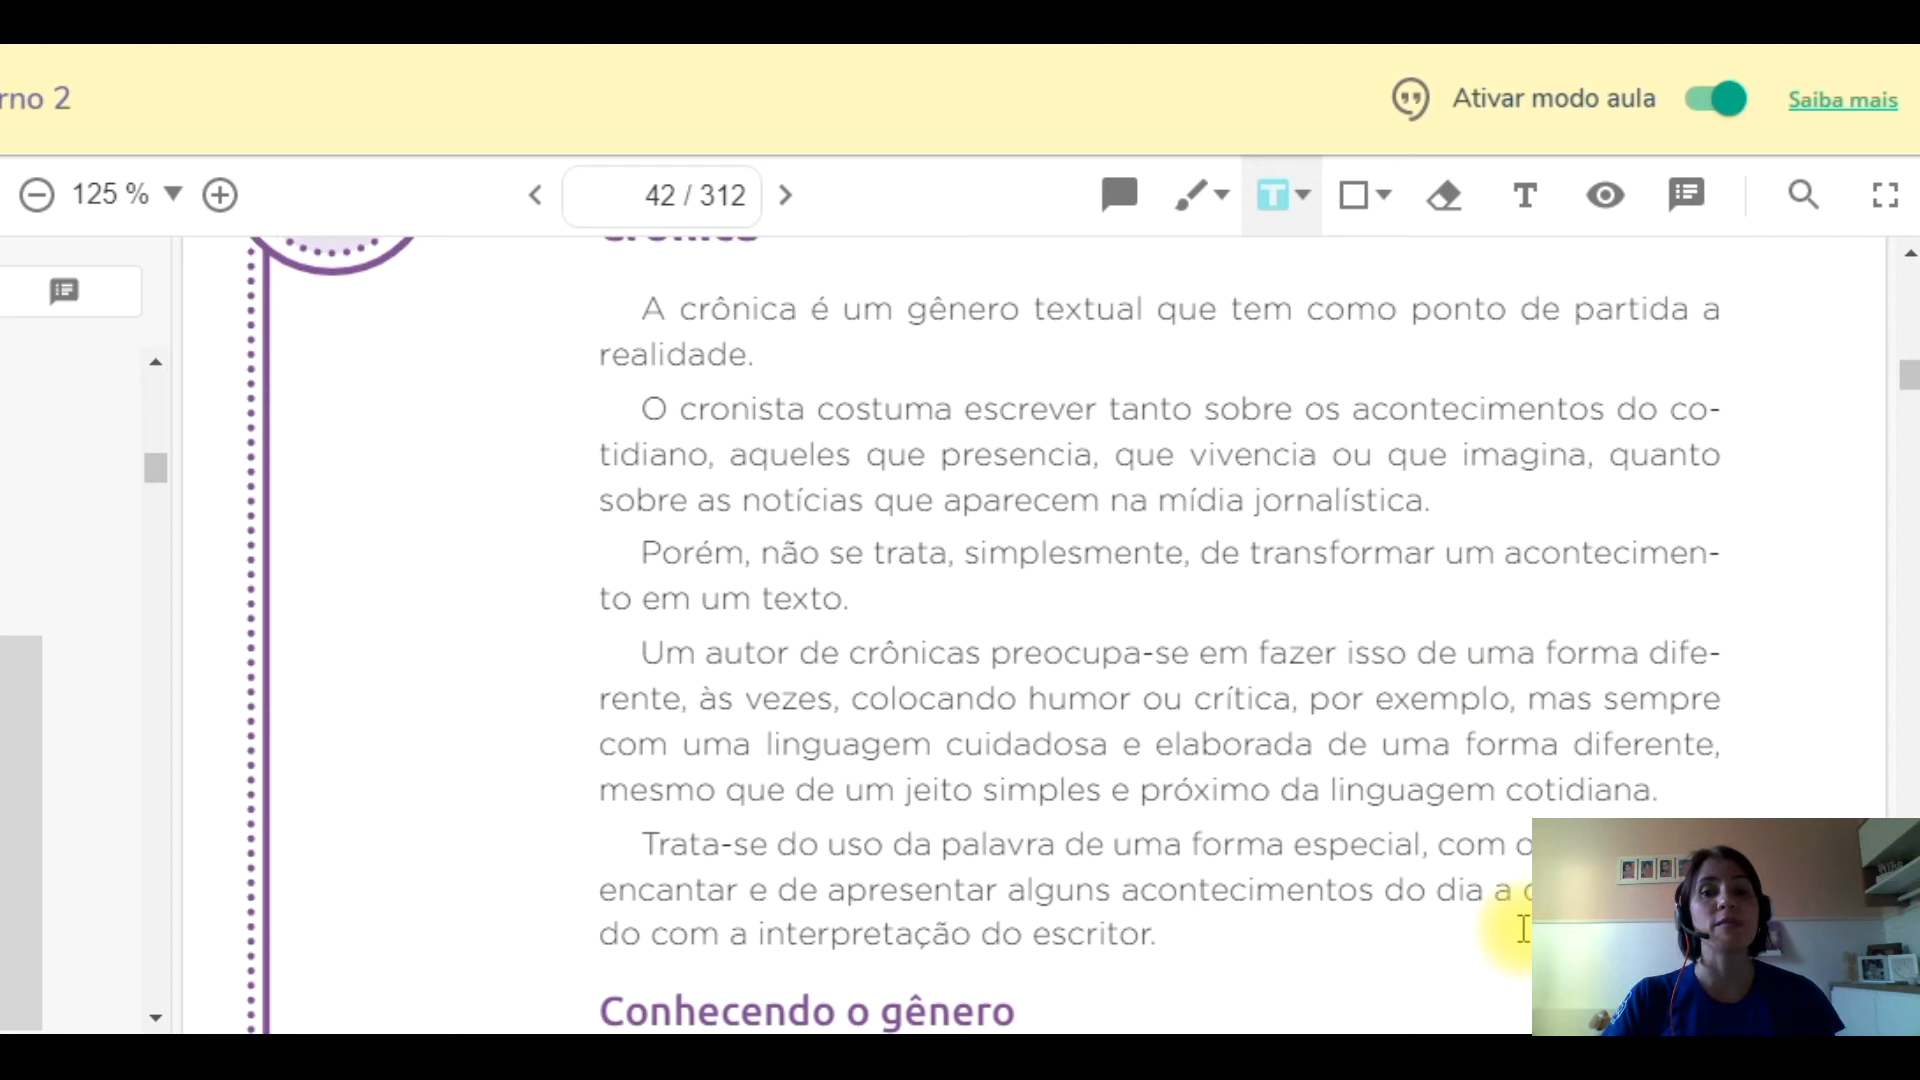 rno 2
Ativar modo aula
Saiba mais
125 %
42 / 312
T
T
Crônica
A crônica é um gênero textual que tem como ponto de partida a
realidade.
O cronista costuma escrever tanto sobre os acontecimentos do co-
tidiano, aqueles que presencia, que vivencia ou que imagina, quanto
sobre as notícias que aparecem na mídia jornalística.
Porém, não se trata, simplesmente, de transformar um acontecimen-
to em um texto.
Um autor de crônicas preocupa-se em fazer isso de uma forma dife-
rente, às vezes, colocando humor ou crítica, por exemplo, mas sempre
com uma linguagem cuidadosa e elaborada de uma forma diferente,
mesmo que de um jeito simples e próximo da linguagem cotidiana.
Trata-se do uso da palavra de uma forma especial, com o
encantar e de apresentar alguns acontecimentos do dia a
do com a interpretação do escritor.
Conhecendo o gênero